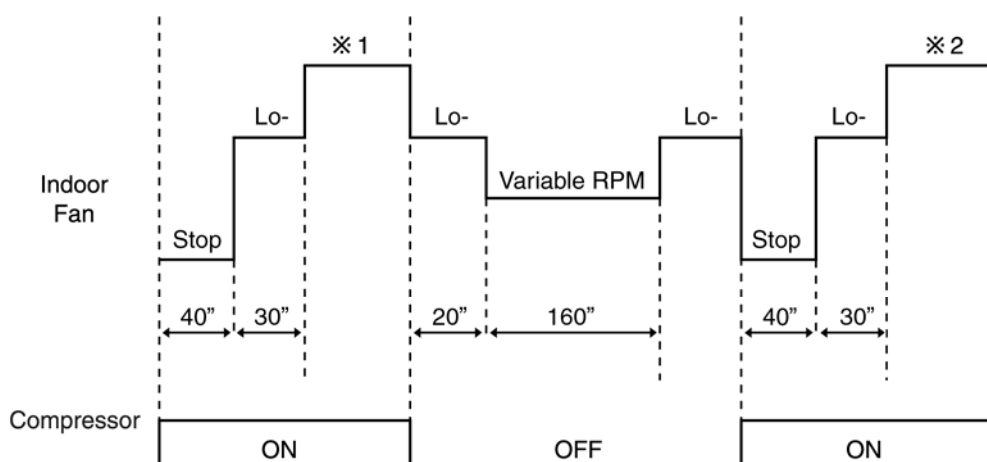 ※1
※2
Lo-
Lo-
Lo-
Lo-
Indoor
Fan
Variable RPM
Stop
Stop
40”
30”
20”
160”
40”
30”
Compressor
ON
OFF
ON